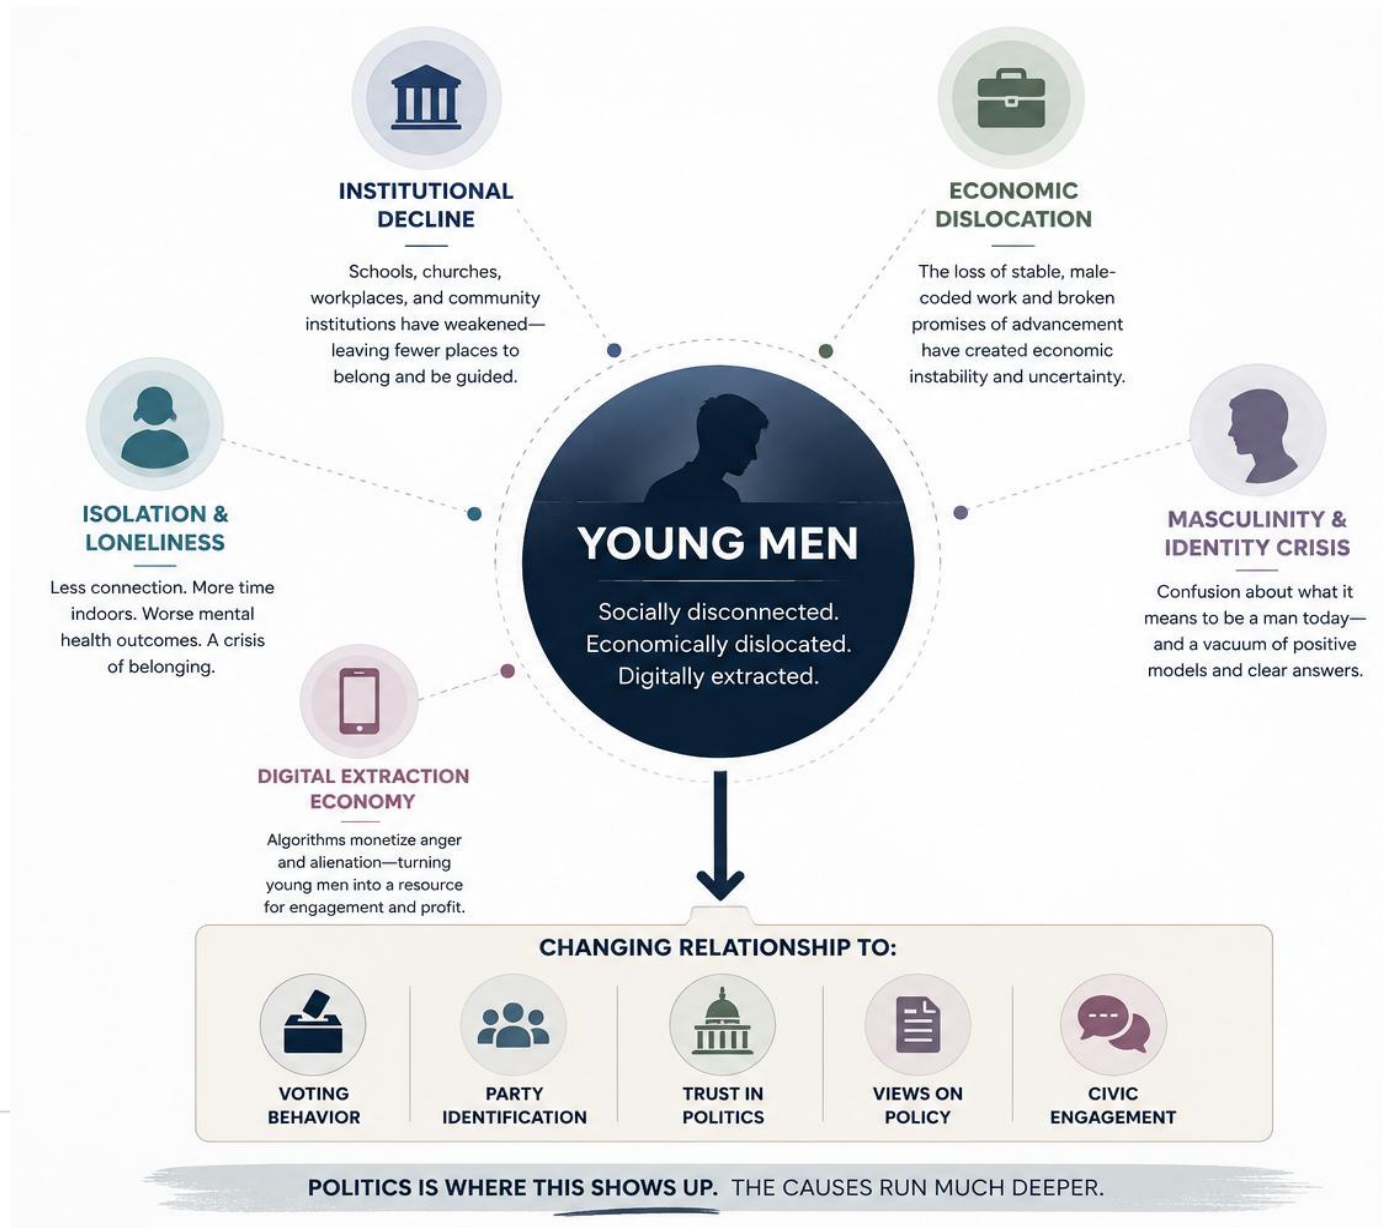 INSTITUTIONAL
DECLINE
Schools, churches,
workplaces, and community
institutions have weakened—
leaving fewer places to
belong and be guided.
ECONOMIC
DISLOCATION
The loss of stable, male-
coded work and broken
promises of advancement
have created economic
instability and uncertainty.
ISOLATION &
LONELINESS
Less connection. More time
indoors. Worse mental
health outcomes. A crisis
of belonging.
YOUNG MEN
Socially disconnected.
Economically dislocated.
Digitally extracted.
MASCULINITY &
IDENTITY CRISIS
Confusion about what it
means to be a man today—
and a vacuum of positive
models and clear answers.
DIGITAL EXTRACTION
ECONOMY
Algorithms monetize anger
and alienation—turning
young men into a resource
for engagement and profit.
CHANGING RELATIONSHIP TO:
VOTING
BEHAVIOR
PARTY
IDENTIFICATION
TRUST IN
POLITICS
VIEWS ON
POLICY
CIVIC
ENGAGEMENT
POLITICS IS WHERE THIS SHOWS UP. THE CAUSES RUN MUCH DEEPER.